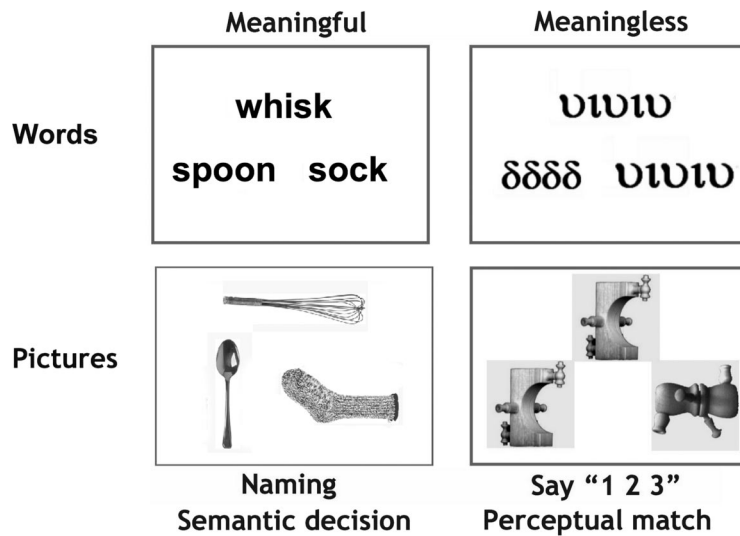 Meaningful Meaningless
Words
whisk
spoon sock
υιυιυ
δδδδ υιυιυ
Pictures
Naming
Semantic decision
Say “1 2 3”
Perceptual match